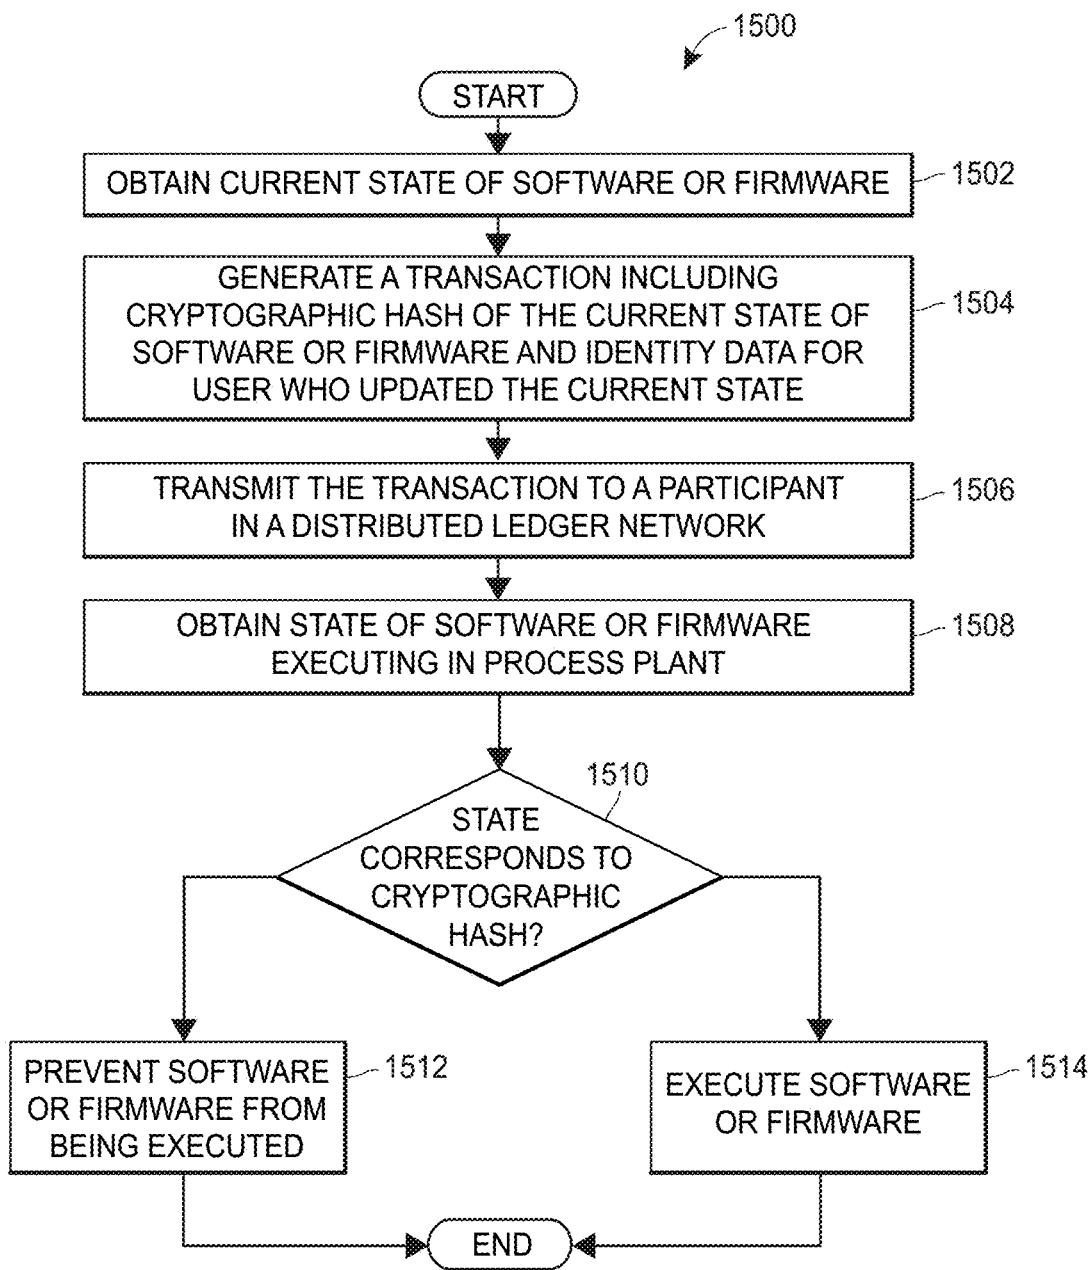 1500
START
OBTAIN CURRENT STATE OF SOFTWARE OR FIRMWARE
1502
GENERATE A TRANSACTION INCLUDING
CRYPTOGRAPHIC HASH OF THE CURRENT STATE OF
SOFTWARE OR FIRMWARE AND IDENTITY DATA FOR
USER WHO UPDATED THE CURRENT STATE
1504
TRANSMIT THE TRANSACTION TO A PARTICIPANT
IN A DISTRIBUTED LEDGER NETWORK
1506
OBTAIN STATE OF SOFTWARE OR FIRMWARE
EXECUTING IN PROCESS PLANT
1508
1510
STATE
CORRESPONDS TO
CRYPTOGRAPHIC
HASH?
PREVENT SOFTWARE
OR FIRMWARE FROM
BEING EXECUTED
1512
EXECUTE SOFTWARE
OR FIRMWARE
1514
END